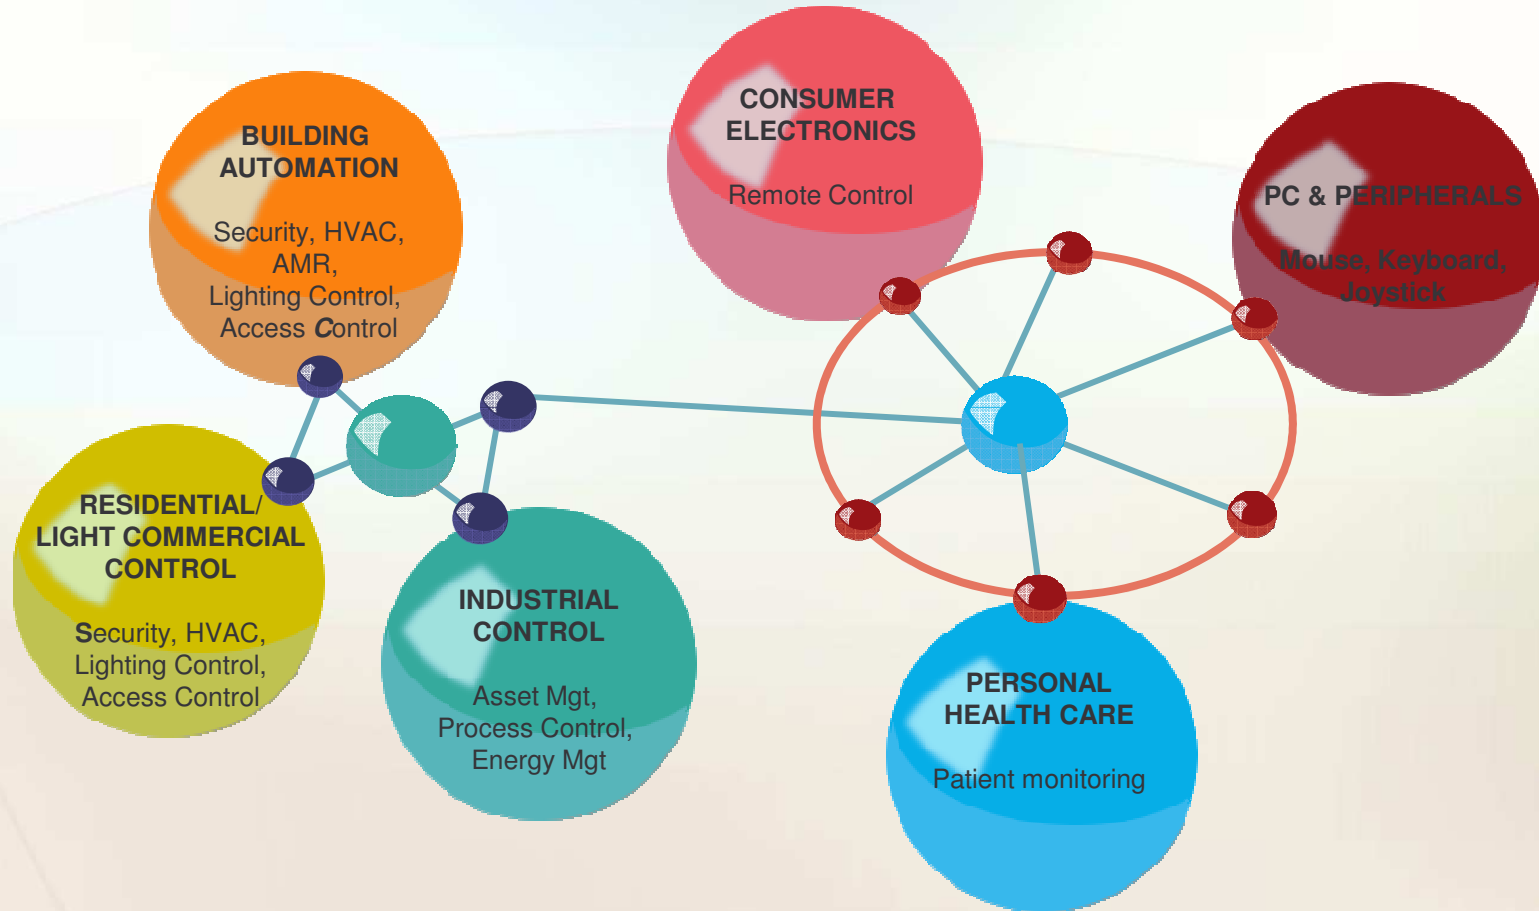 BUILDING
AUTOMATION
Security, HVAC,
AMR,
Lighting Control,
Access Control
CONSUMER
ELECTRONICS
Remote Control
PC & PERIPHERALS
Mouse, Keyboard,
Joystick
RESIDENTIAL/
LIGHT COMMERCIAL
CONTROL
Security, HVAC,
Lighting Control,
Access Control
INDUSTRIAL
CONTROL
Asset Mgt,
Process Control,
Energy Mgt
PERSONAL
HEALTH CARE
Patient monitoring